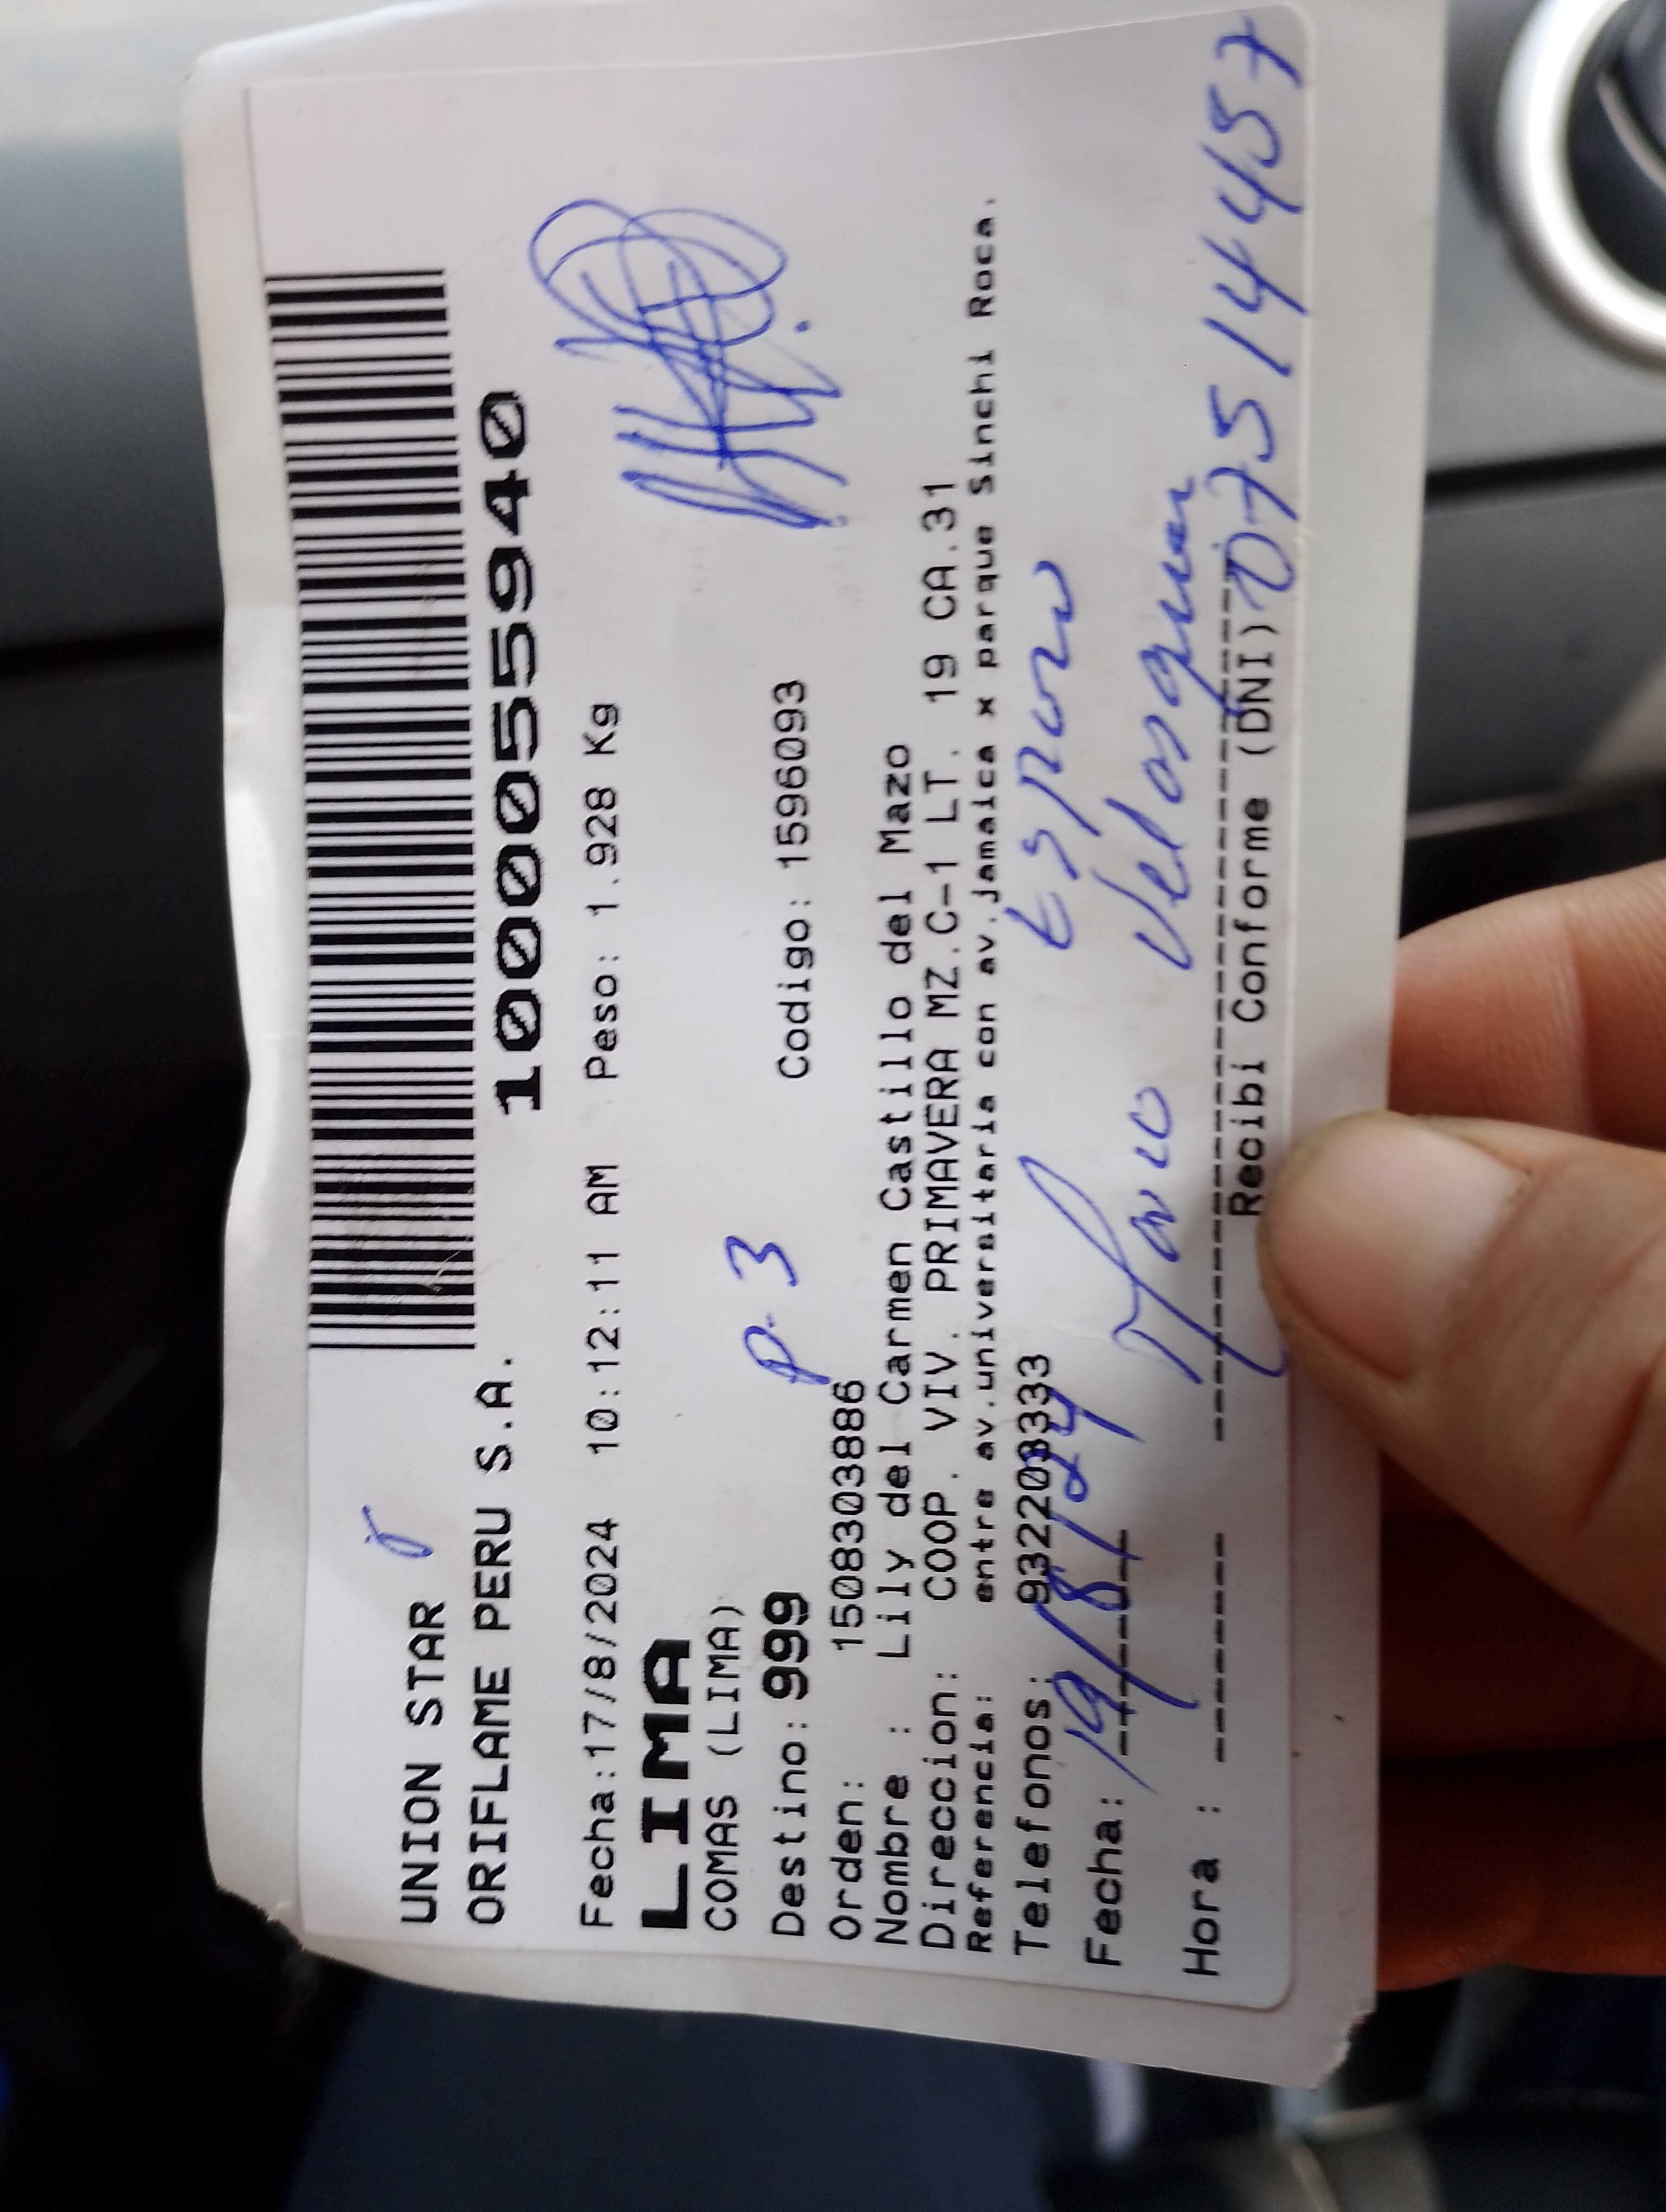 UNION STAR
ORIFLAME PERU S.A.
1000055940
Fecha:17/8/2024 10:12:11 AM Peso: 1.928 Kg
LIMA
COMAS (LIMA)
P. 3
Destino: 999 Codigo: 1596093
Orden: 1508303886
Nombre : Lily del Carmen Castillo del Mazo
Direccion: COOP. VIV. PRIMAVERA MZ.C-1 LT. 19 CA.31
Referencia: entre av.universitaria con av.jamaica x parque Sinchi Roca.
Telefonos: 932203333
Esposo
Fecha: 19/8/24
Velasquez
Hora : Recibi Conforme (DNI) 07514457